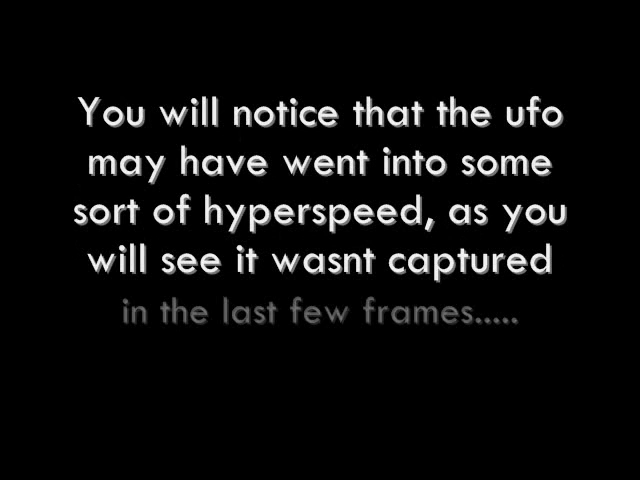 You will notice that the ufo
may have went into some
sort of hyperspeed, as you
will see it wasnt captured
in the last few frames.....